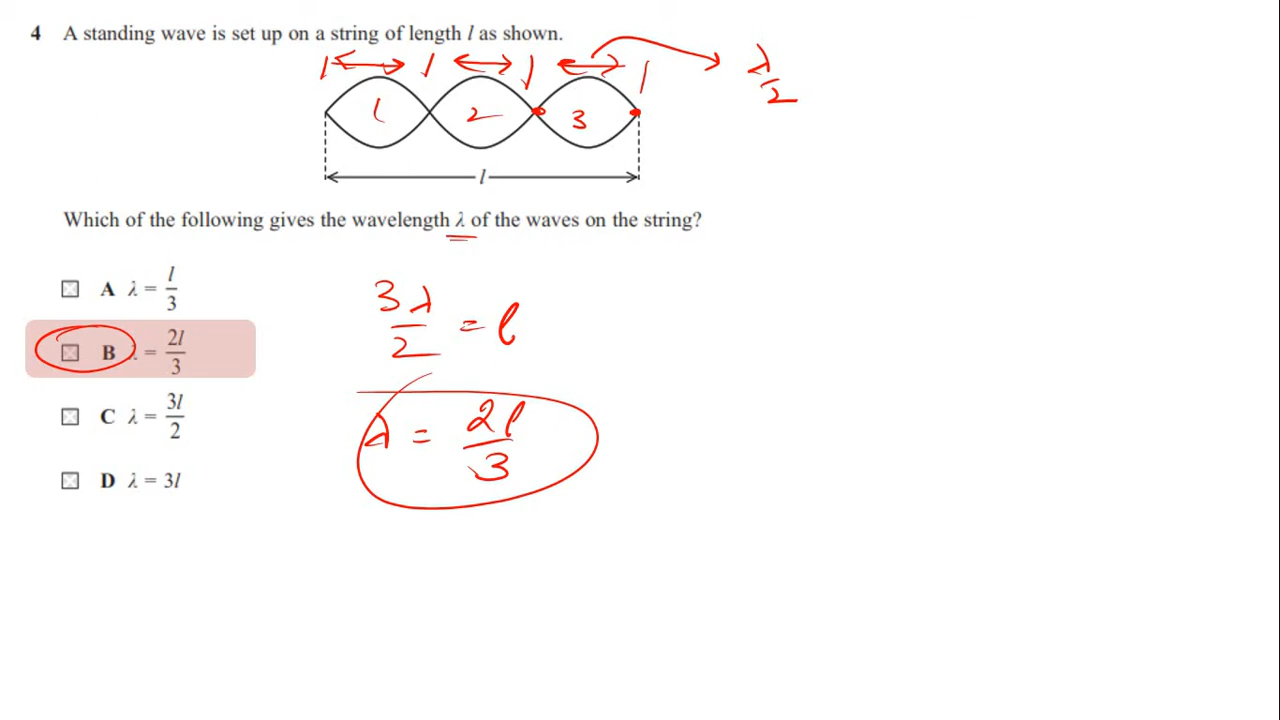 4 A standing wave is set up on a string of length l as shown.
λ/2
1 2 3
l
Which of the following gives the wavelength λ of the waves on the string?
A λ = l/3
B λ = 2l/3
C λ = 3l/2
D λ = 3l
3λ/2 = l
λ = 2l/3